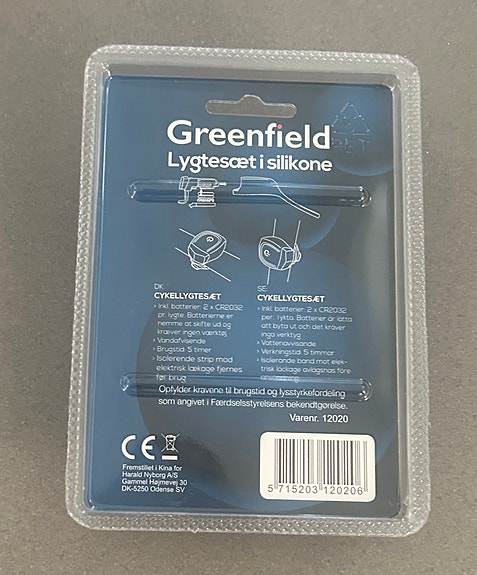 Greenfield
Lygtesæt i silikone
PET
DK
CYKELLYGTESÆT
› Inkl. batterier: 2 x CR2032
pr. lygte. Batterierne er
nemme at skifte ud og
kræver ingen værktøj
› Vandafvisende
› Brugstid: 5 timer
› Isolerende strip mod
elektrisk lækage fjernes
før brug
SE
CYKELLYGTESÆT
› Inkl. batterier: 2 x CR2032
per. lykta. Batterier är lätta
att byta ut och det kräver
inga verktyg
› Vattenavvisande
› Verkningstid: 5 timmar
› Isolerande band mot elek-
trisk läckage avlägsnas före
användning
Opfylder kravene til brugstid og lysstyrkefordeling
som angivet i Færdselsstyrelsens bekendtgørelse.
Varenr. 12020
CE
Fremstillet i Kina for
Harald Nyborg A/S
Gammel Højmevej 30
DK-5250 Odense SV
5 715203 120206